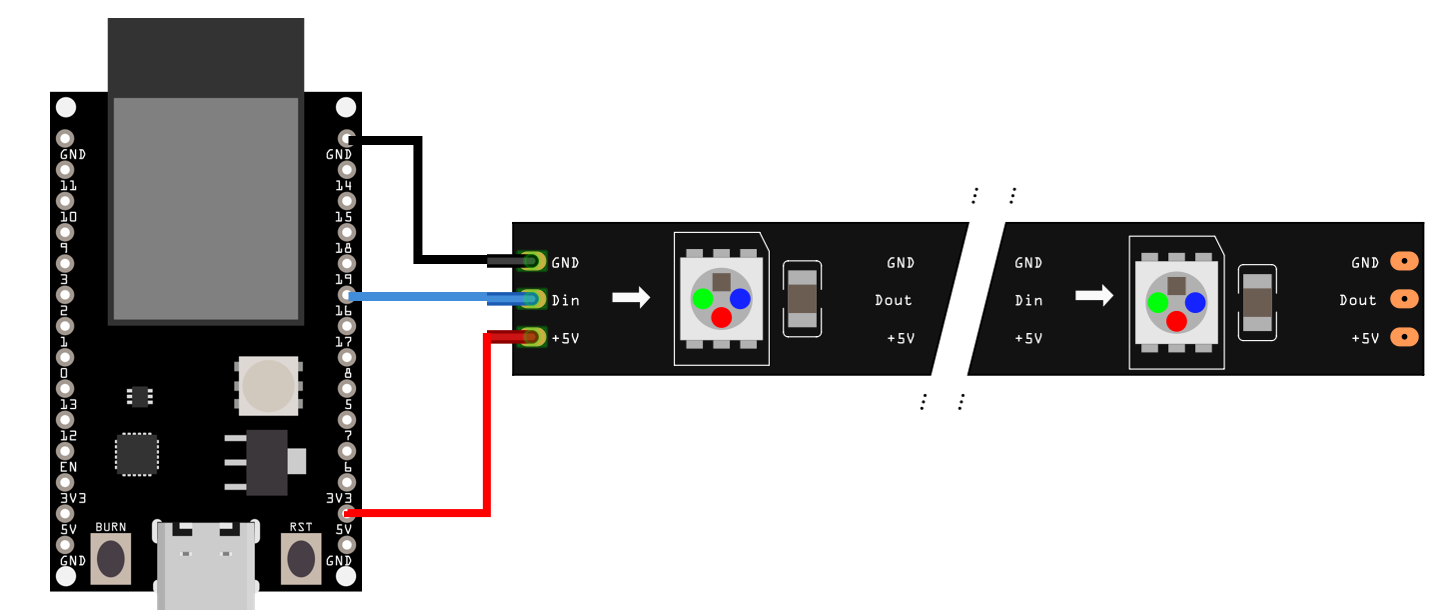 GND
11
10
9
3
2
1
0
13
12
EN
3V3
5V
GND
GND
14
15
18
19
16
17
8
5
7
6
3V3
5V
GND
BURN
RST
GND
Din
+5V
GND
Dout
+5V
GND
Din
+5V
GND
Dout
+5V